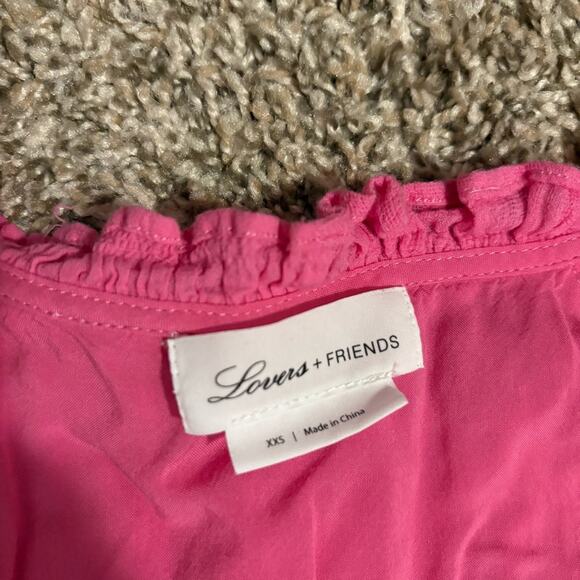 Lovers + FRIENDS
XXS | Made in China